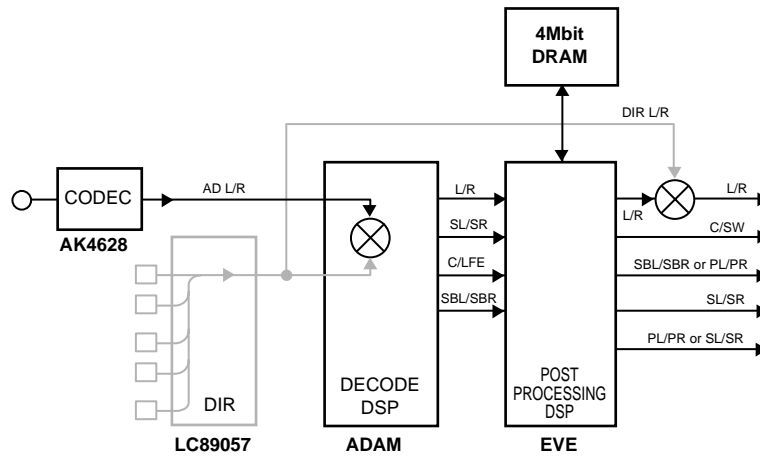 4Mbit
DRAM
DIR L/R
CODEC
AD L/R
AK4628
L/R
SL/SR
C/LFE
SBL/SBR
L/R
L/R
C/SW
SBL/SBR or PL/PR
SL/SR
PL/PR or SL/SR
DIR
LC89057
DECODE
DSP
ADAM
POST
PROCESSING
DSP
EVE